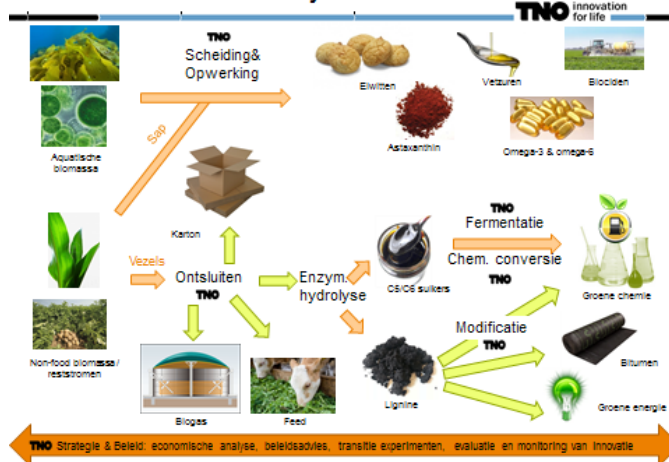 TNO innovation
for life
TNO
Scheiding&
Opwerking
Eiwitten
Vetzuren
Biociden
Astaxanthin
Omega-3 & omega-6
Aquatische
biomassa
Sap
Karton
Vezels
Ontsluiten
TNO
Enzym.
hydrolyse
C5/C6 suikers
TNO
Fermentatie
Chem. conversie
TNO
Groene chemie
Non-food biomassa/
reststromen
Biogas
Feed
Lignine
Modificatie
TNO
Bitumen
Groene energie
TNO Strategie & Beleid: economische analyse, beleidsadvies, transitie experimenten, evaluatie en monitoring van innovatie